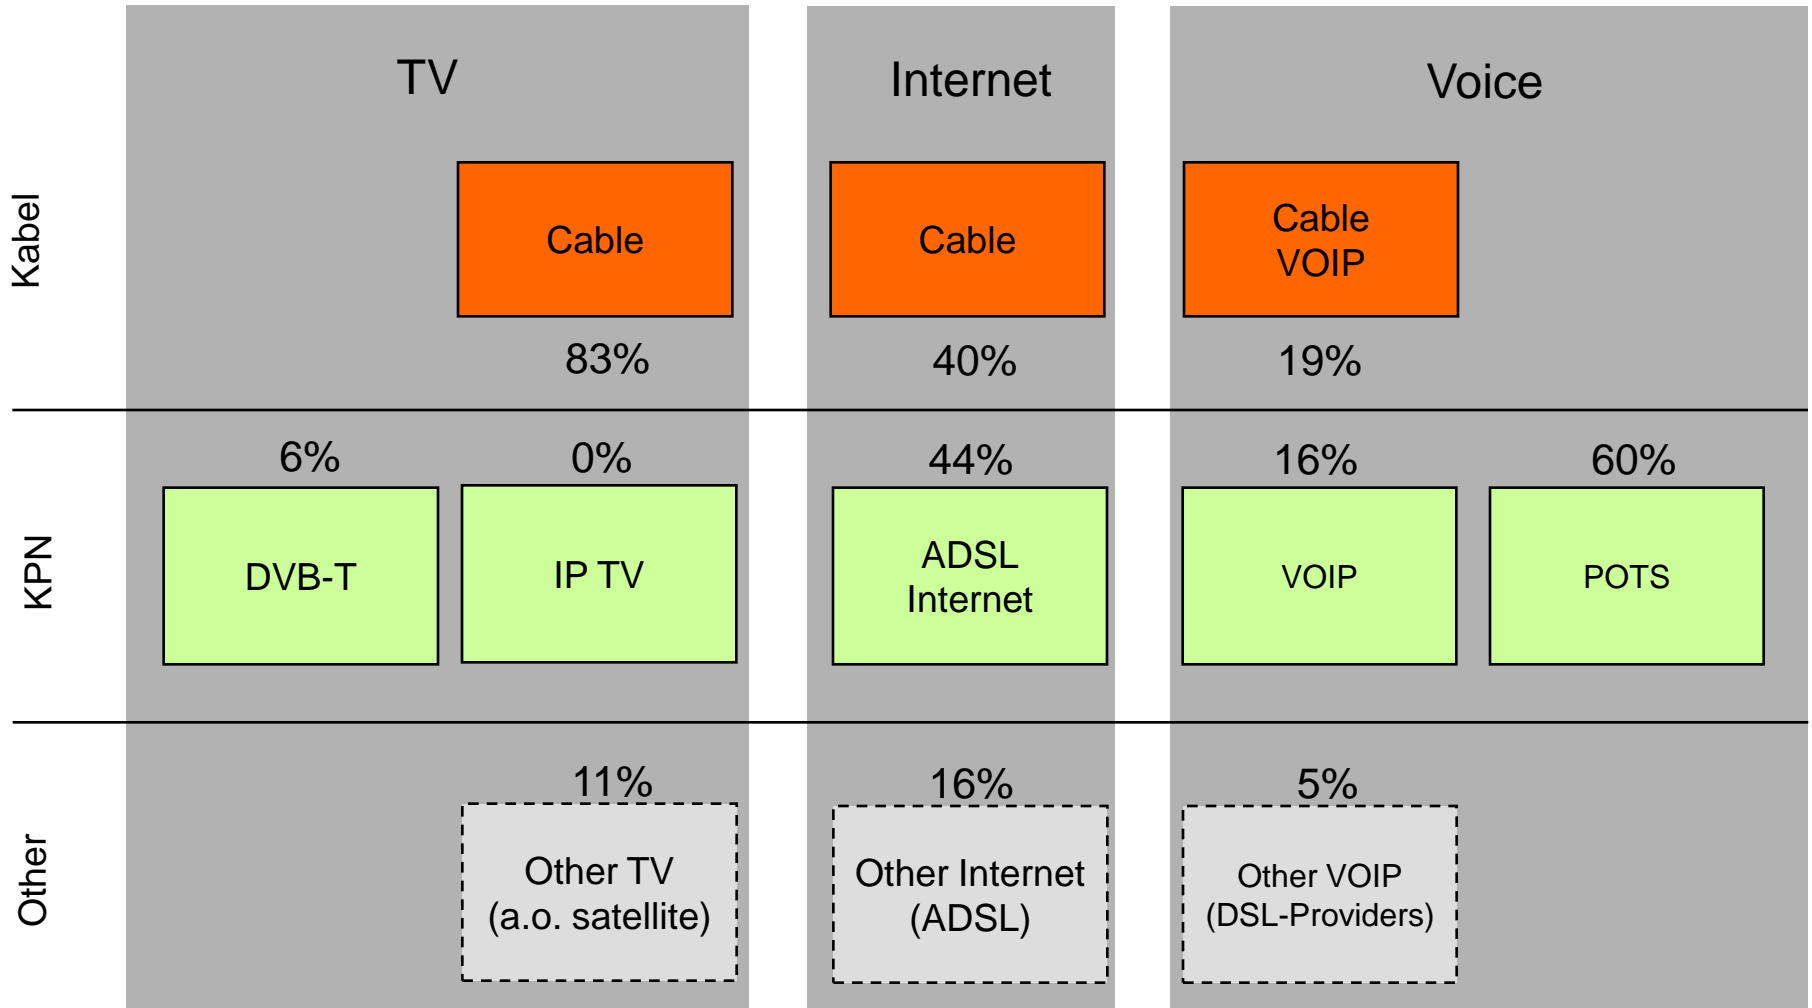 TV
Internet
Voice
Kabel
Cable
Cable
Cable
VOIP
83%
40%
19%
KPN
6%
0%
44%
16%
60%
DVB-T
IP TV
ADSL
Internet
VOIP
POTS
Other
11%
16%
5%
Other TV
(a.o. satellite)
Other Internet
(ADSL)
Other VOIP
(DSL-Providers)